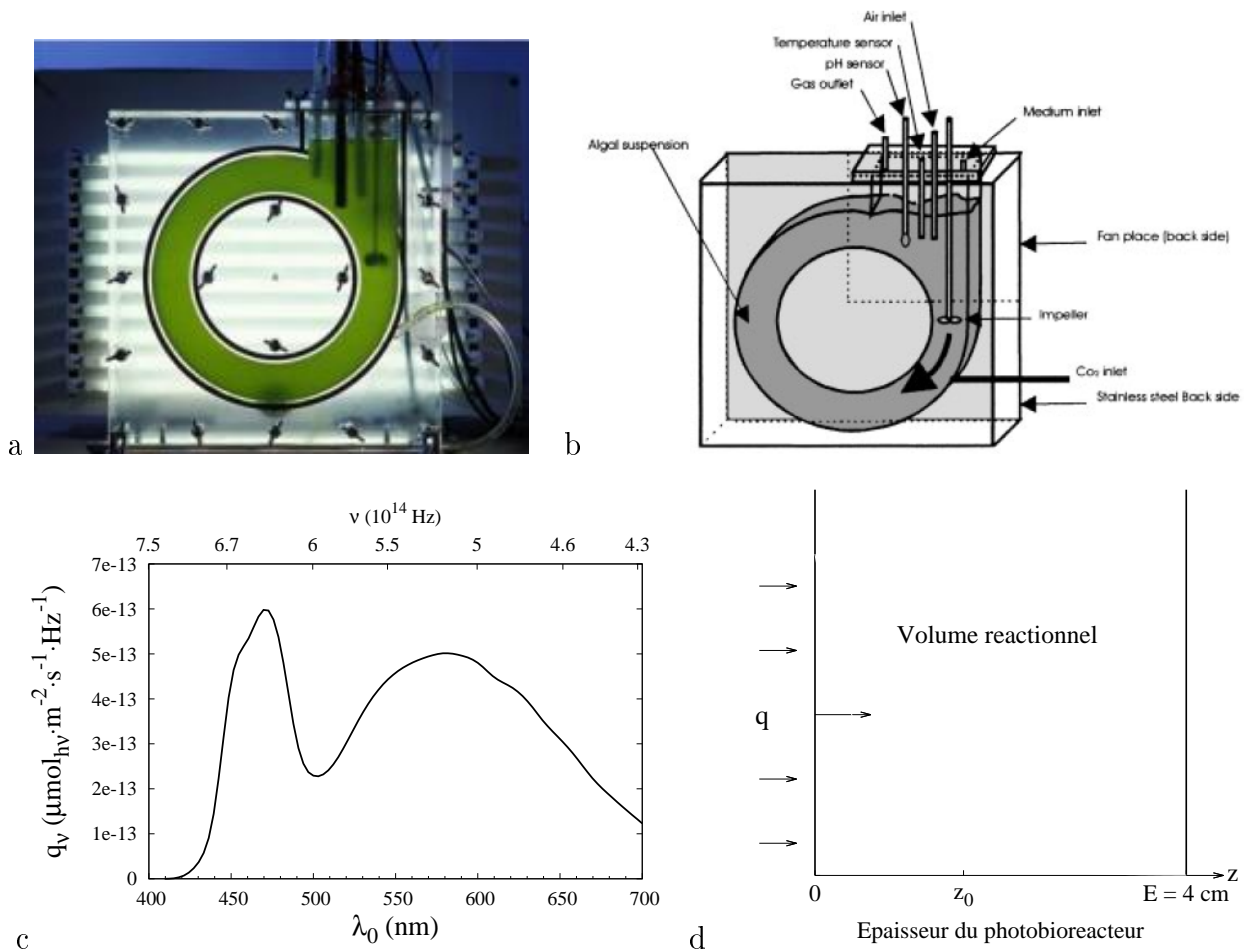 Air inlet
Temperature sensor
pH sensor
Gas outlet
Medium inlet
Algal suspension
Fan place (back side)
Impeller
Co₂ inlet
Stainless steel Back side
a
b
ν (10^14 Hz)
7.5 6.7 6 5.5 5 4.6 4.3
7e-13
6e-13
5e-13
4e-13
3e-13
2e-13
1e-13
0
q_ν (μmol_hν·m^-2·s^-1·Hz^-1)
400 450 500 550 600 650 700
λ_0 (nm)
c
Volume reactionnel
q
z
0 z_0 E = 4 cm
Epaisseur du photobioreacteur
d